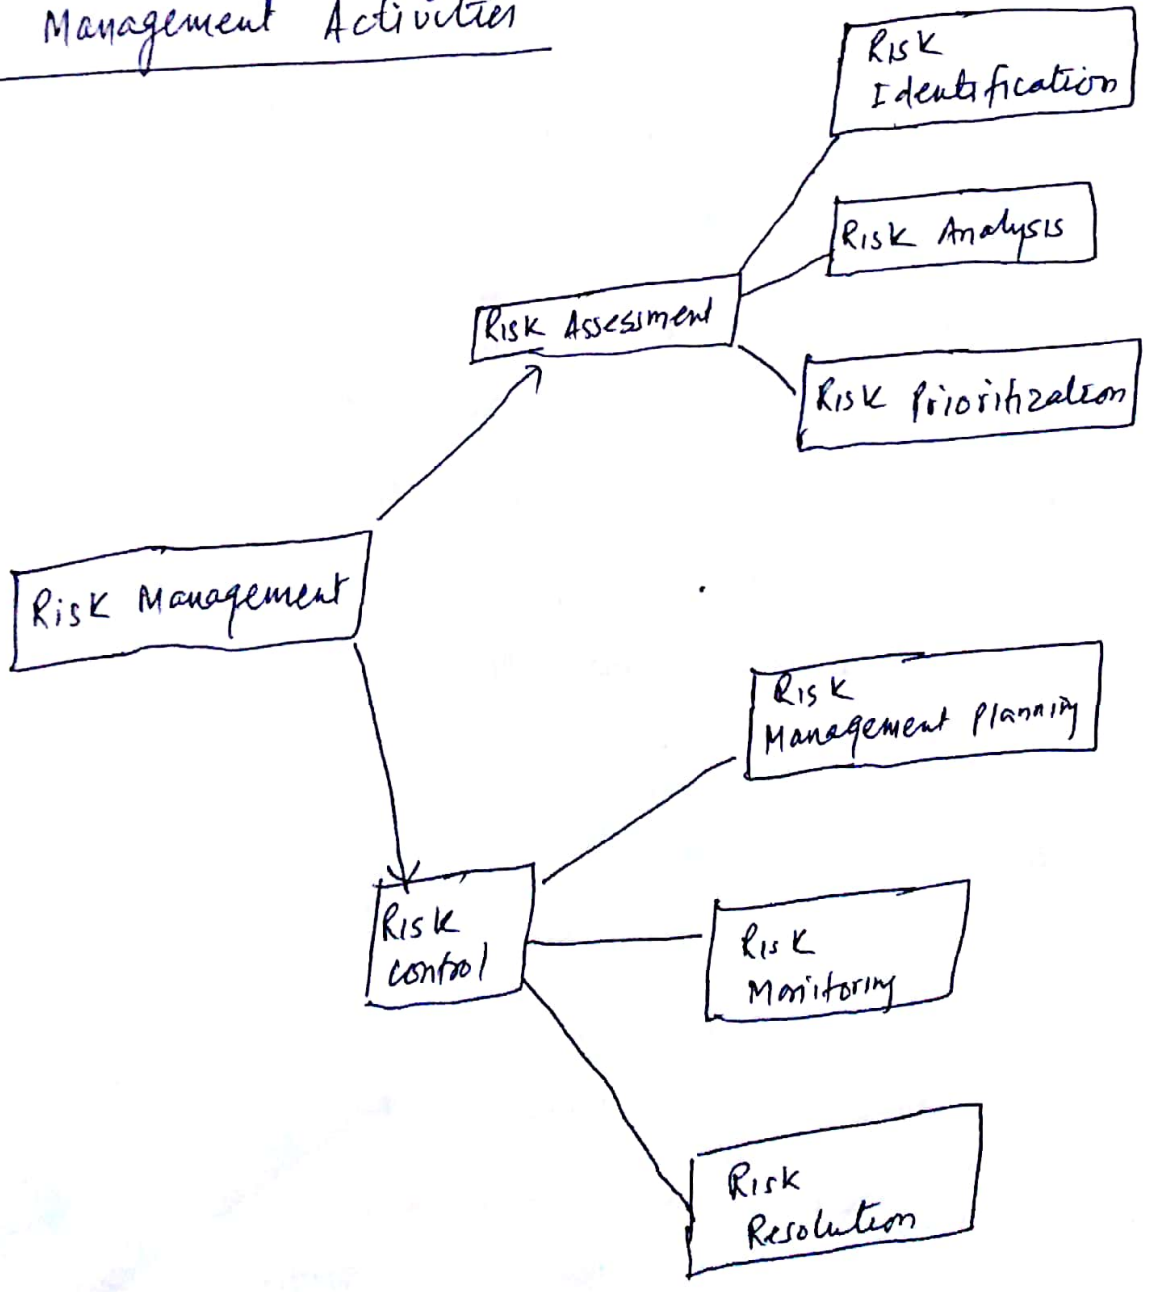 Management Activities
Risk
Identification
Risk Analysis
Risk Assessment
Risk Prioritization
Risk Management
Risk
Management Planning
Risk
control
Risk
Monitoring
Risk
Resolution